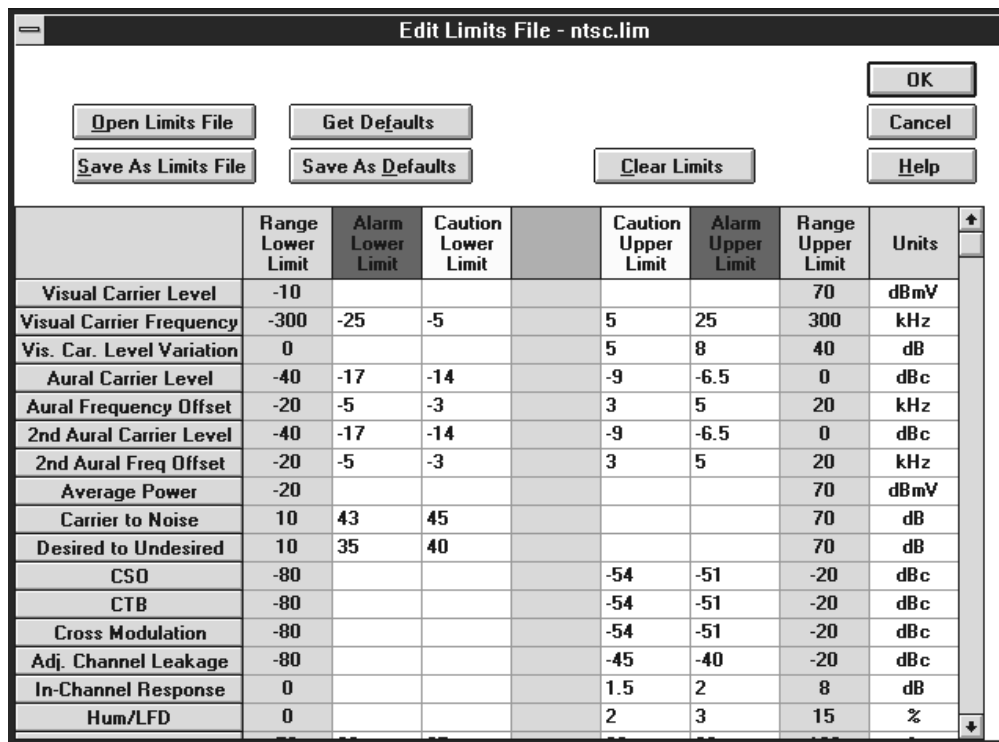 Edit Limits File - ntsc.lim
OK
Open Limits File Get Defaults Cancel
Save As Limits File Save As Defaults Clear Limits Help
Range Lower Limit Alarm Lower Limit Caution Lower Limit Caution Upper Limit Alarm Upper Limit Range Upper Limit Units
Visual Carrier Level -10 70 dBmV
Visual Carrier Frequency -300 -25 -5 5 25 300 kHz
Vis. Car. Level Variation 0 5 8 40 dB
Aural Carrier Level -40 -17 -14 -9 -6.5 0 dBc
Aural Frequency Offset -20 -5 -3 3 5 20 kHz
2nd Aural Carrier Level -40 -17 -14 -9 -6.5 0 dBc
2nd Aural Freq Offset -20 -5 -3 3 5 20 kHz
Average Power -20 70 dBmV
Carrier to Noise 10 43 45 70 dB
Desired to Undesired 10 35 40 70 dB
CSO -80 -54 -51 -20 dBc
CTB -80 -54 -51 -20 dBc
Cross Modulation -80 -54 -51 -20 dBc
Adj. Channel Leakage -80 -45 -40 -20 dBc
In-Channel Response 0 1.5 2 8 dB
Hum/LFD 0 2 3 15 %